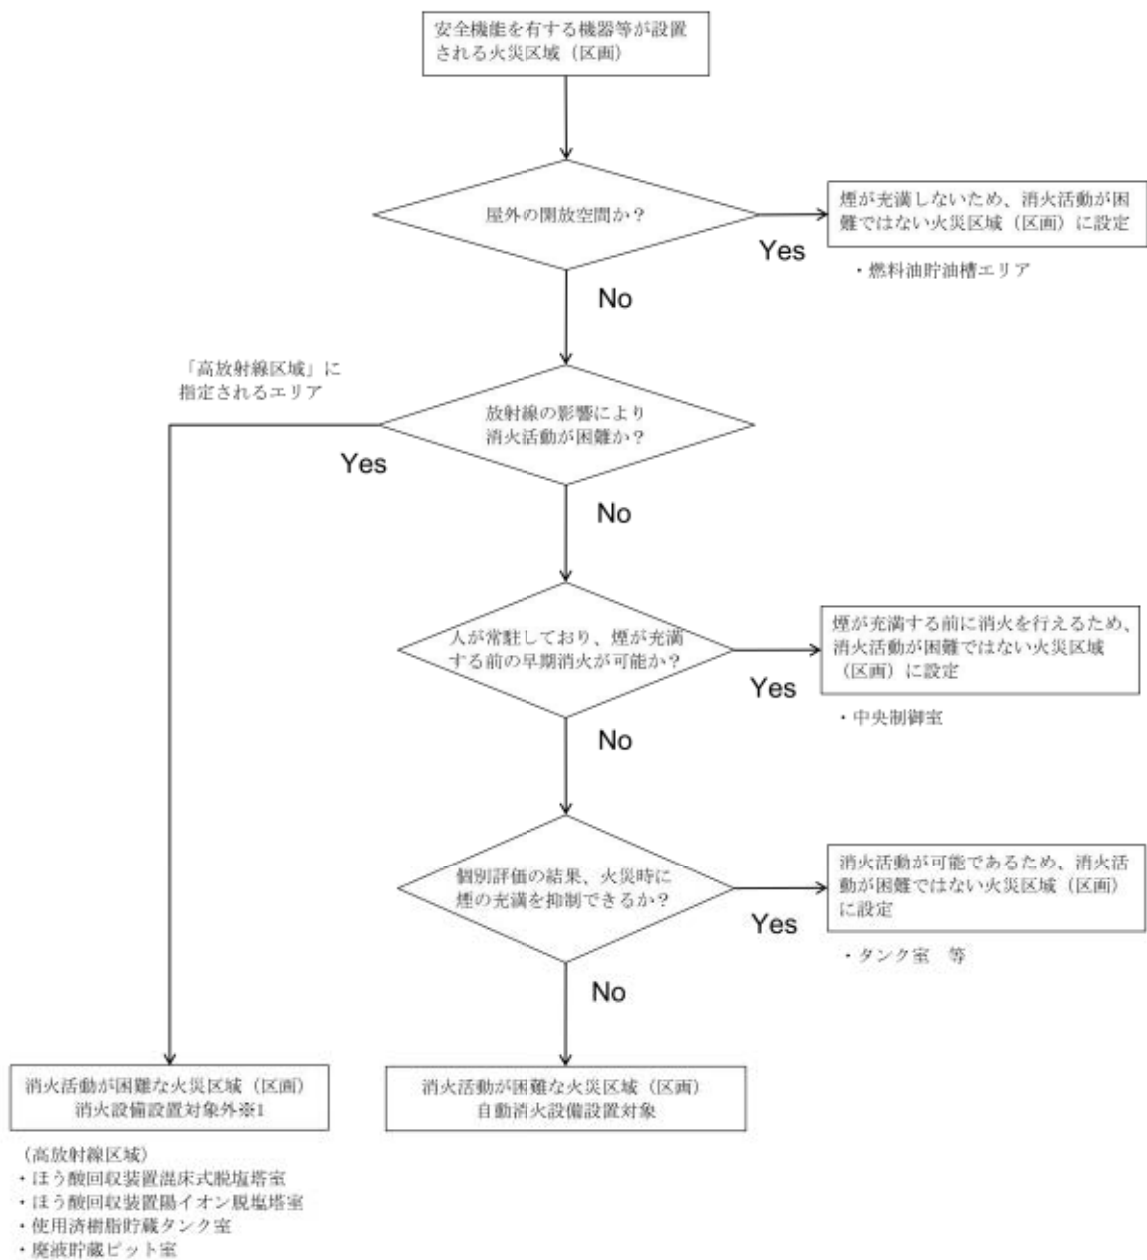 安全機能を有する機器等が設置
される火災区域（区画）
屋外の開放空間か？
Yes
煙が充満しないため、消火活動が困
難ではない火災区域（区画）に設定
・燃料油貯油槽エリア
No
「高放射線区域」に
指定されるエリア
放射線の影響により
消火活動が困難か？
Yes
No
人が常駐しており、煙が充満
する前の早期消火が可能か？
Yes
煙が充満する前に消火を行えるため、
消火活動が困難ではない火災区域
（区画）に設定
・中央制御室
No
個別評価の結果、火災時に
煙の充満を抑制できるか？
Yes
消火活動が可能であるため、消火活
動が困難ではない火災区域（区画）
に設定
・タンク室　等
No
消火活動が困難な火災区域（区画）
消火設備設置対象外※1
消火活動が困難な火災区域（区画）
自動消火設備設置対象
（高放射線区域）
・ほう酸回収装置混床式脱塩塔室
・ほう酸回収装置陽イオン脱塩塔室
・使用済樹脂貯蔵タンク室
・廃液貯蔵ピット室